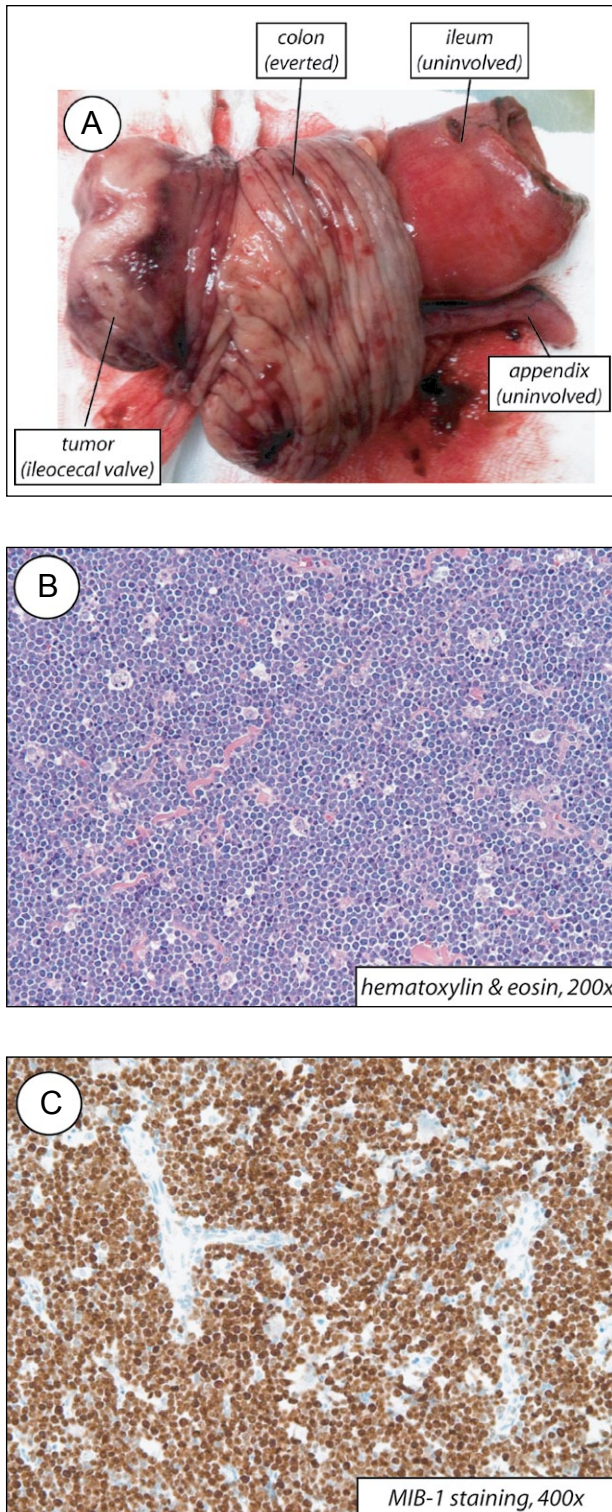 A
colon
(everted)
ileum
(uninvolved)
appendix
(uninvolved)
tumor
(ileocecal valve)
B
hematoxylin & eosin, 200x
C
MIB-1 staining, 400x